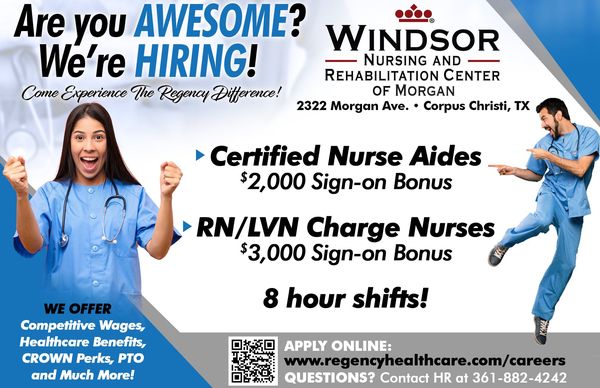 Are you AWESOME?
We're HIRING!
Come Experience The Regency Difference!
WINDSOR
NURSING AND
REHABILITATION CENTER
OF MORGAN
2322 Morgan Ave. • Corpus Christi, TX
Certified Nurse Aides
$2,000 Sign-on Bonus
RN/LVN Charge Nurses
$3,000 Sign-on Bonus
8 hour shifts!
WE OFFER
Competitive Wages,
Healthcare Benefits,
CROWN Perks, PTO
and Much More!
APPLY ONLINE:
www.regencyhealthcare.com/careers
QUESTIONS? Contact HR at 361-882-4242